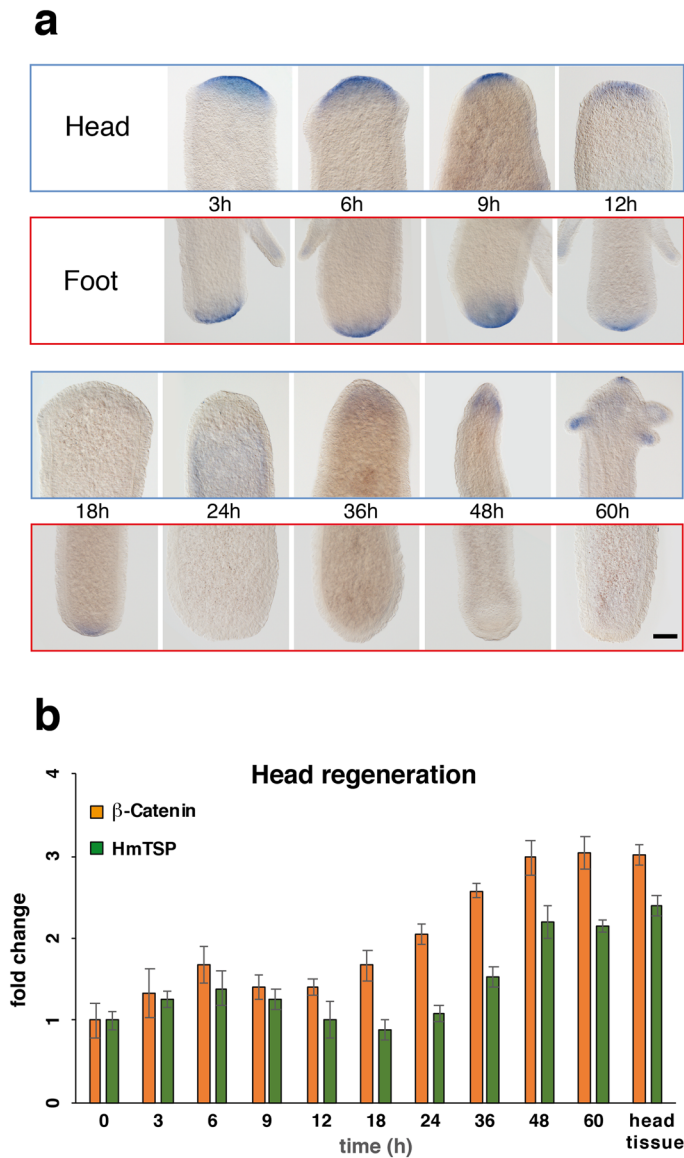 a
Head
3h 6h 9h 12h
Foot
18h 24h 36h 48h 60h
b
Head regeneration
β-Catenin
HmTSP
fold change
4
3
2
1
0
0 3 6 9 12 18 24 36 48 60 head
tissue
time (h)